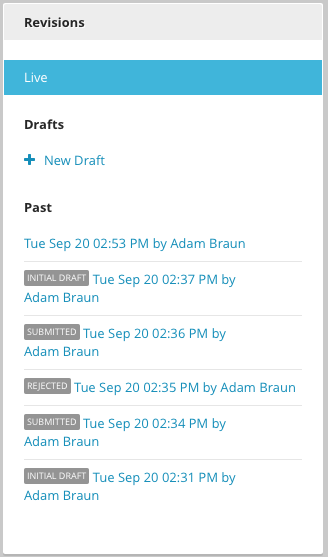 Revisions
Live
Drafts
New Draft
Past
Tue Sep 20 02:53 PM by Adam Braun
INITIAL DRAFT Tue Sep 20 02:37 PM by
Adam Braun
SUBMITTED Tue Sep 20 02:36 PM by
Adam Braun
REJECTED Tue Sep 20 02:35 PM by Adam Braun
SUBMITTED Tue Sep 20 02:34 PM by
Adam Braun
INITIAL DRAFT Tue Sep 20 02:31 PM by
Adam Braun